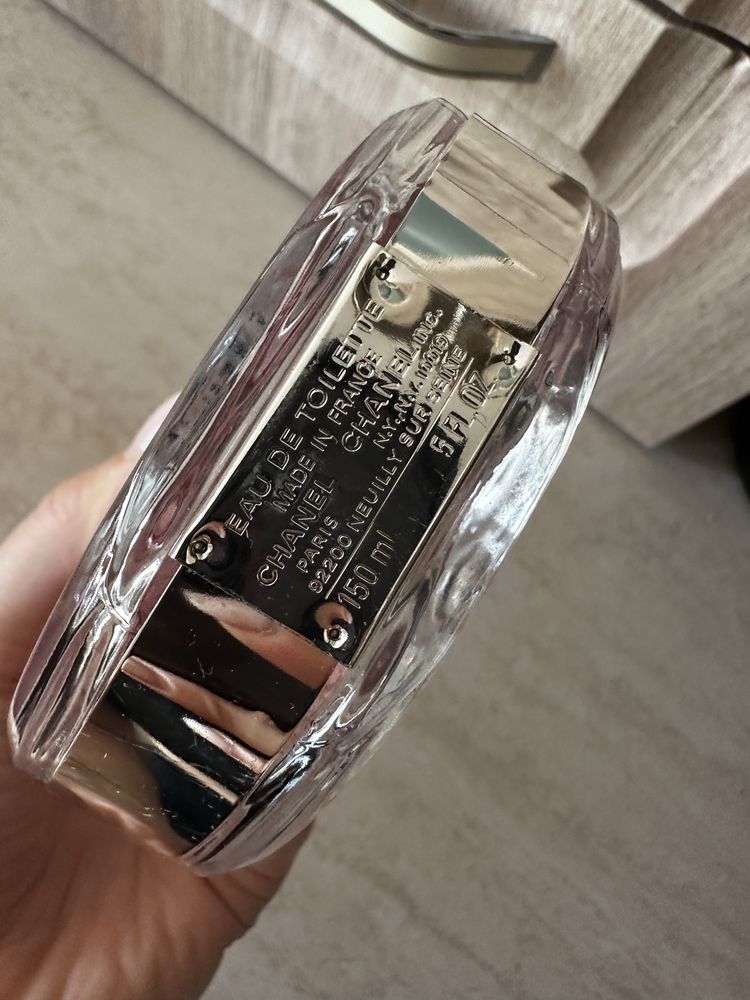 EAU DE TOILETTE
MADE IN FRANCE
CHANEL CHANEL INC.
PARIS N.Y. N.Y. 10019
92200 NEUILLY SUR SEINE
150 ml 5 FL. OZ